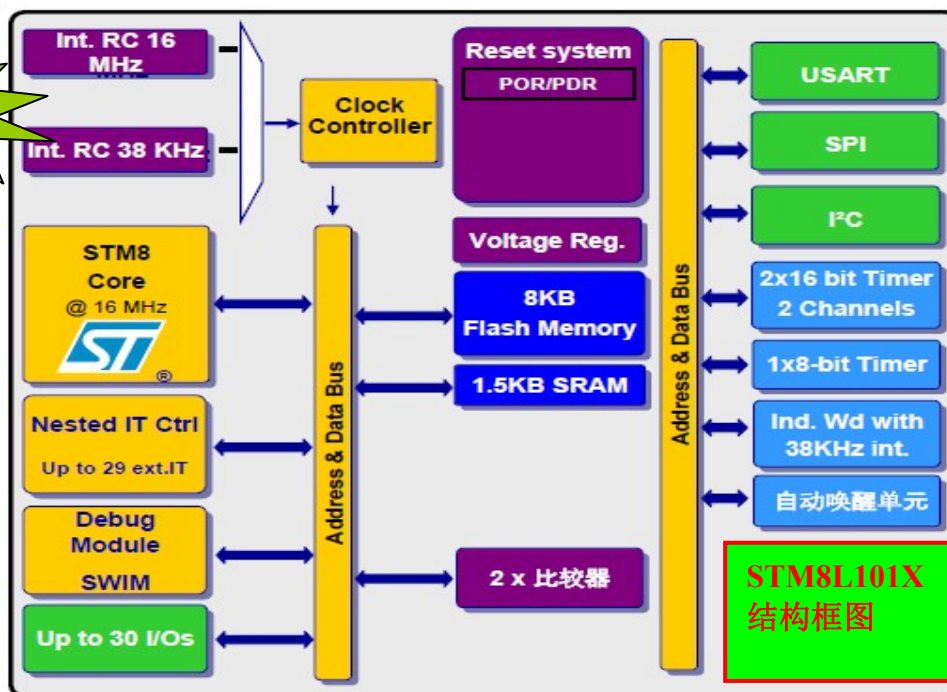 Int. RC 16
MHz
Int. RC 38 KHz
Clock
Controller
STM8
Core
@ 16 MHz
ST
®
Nested IT Ctrl
Up to 29 ext.IT
Debug
Module
SWIM
Up to 30 I/Os
Address & Data Bus
Reset system
POR/PDR
Voltage Reg.
8KB
Flash Memory
1.5KB SRAM
2 x 比较器
Address & Data Bus
USART
SPI
I²C
2x16 bit Timer
2 Channels
1x8-bit Timer
Ind. Wd with
38KHz int.
自动唤醒单元
STM8L101X
结构框图